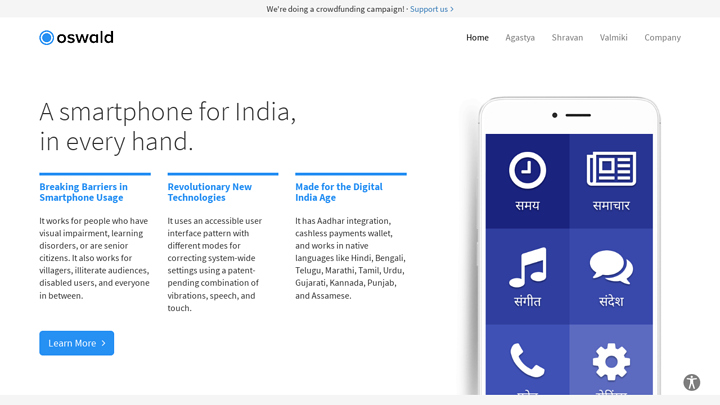 We're doing a crowdfunding campaign! · Support us >
oswald
Home Agastya Shravan Valmiki Company
A smartphone for India,
in every hand.
Breaking Barriers in
Smartphone Usage
It works for people who have
visual impairment, learning
disorders, or are senior
citizens. It also works for
villagers, illiterate audiences,
disabled users, and everyone
in between.
Revolutionary New
Technologies
It uses an accessible user
interface pattern with
different modes for
correcting system-wide
settings using a patent-
pending combination of
vibrations, speech, and
touch.
Made for the Digital
India Age
It has Aadhar integration,
cashless payments wallet,
and works in native
languages like Hindi, Bengali,
Telugu, Marathi, Tamil, Urdu,
Gujarati, Kannada, Punjab,
and Assamese.
Learn More >
समय समाचार
संगीत संदेश